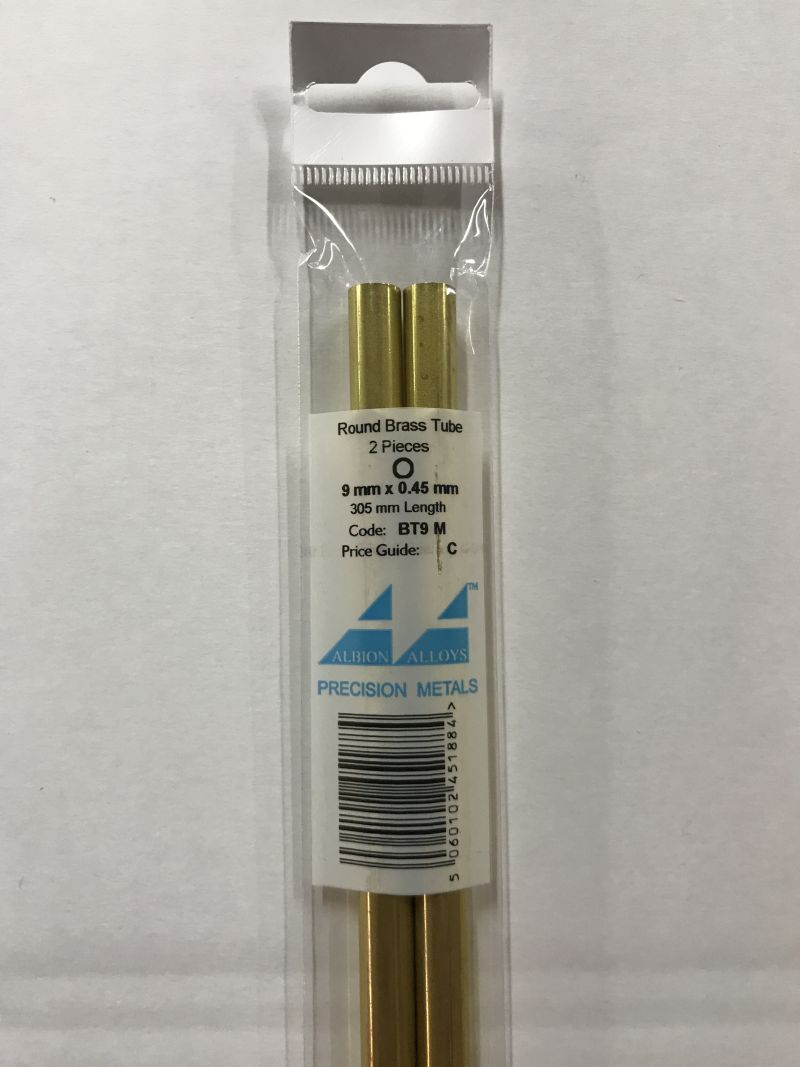 Round Brass Tube
2 Pieces
9 mm x 0.45 mm
305 mm Length
Code: BT9 M
Price Guide: C
TM
ALBION ALLOYS
PRECISION METALS
5 060102 451884 >